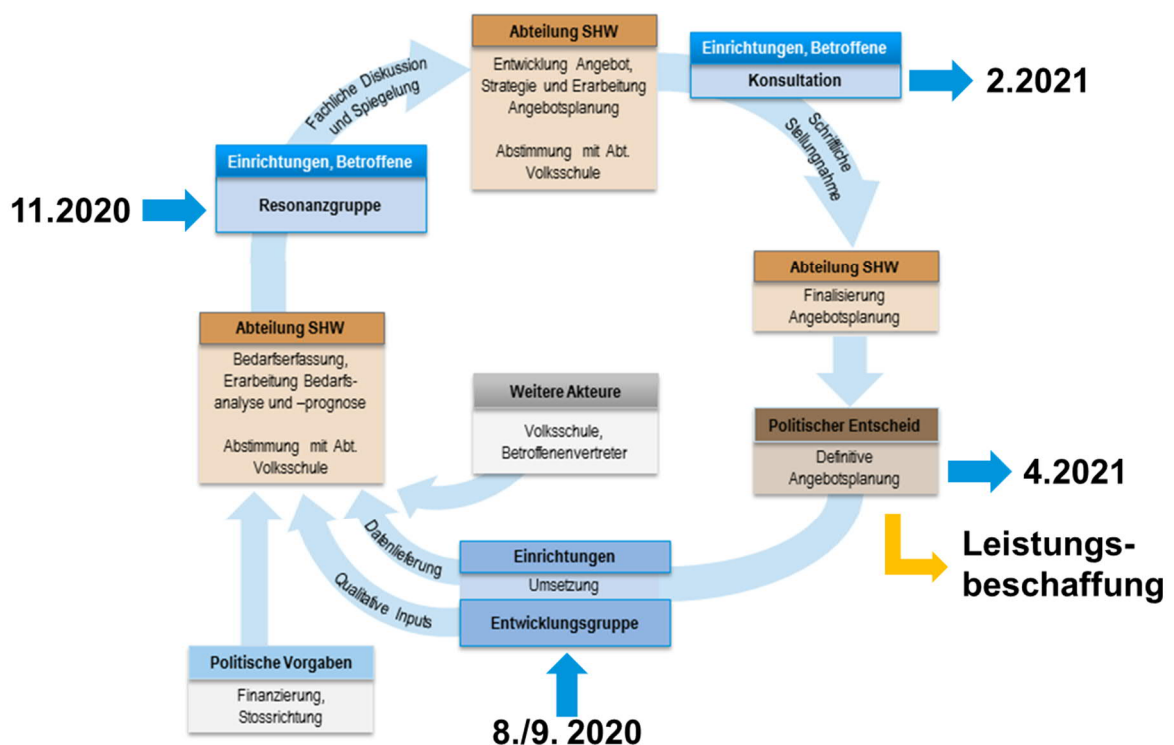 Abteilung SHW
Entwicklung Angebot,
Strategie und Erarbeitung
Angebotsplanung
Abstimmung mit Abt.
Volksschule
Einrichtungen, Betroffene
Konsultation
2.2021
Fachliche Diskussion
und Spiegelung
Schriftliche
Stellungnahme
Einrichtungen, Betroffene
Resonanzgruppe
11.2020
Abteilung SHW
Finalisierung
Angebotsplanung
Abteilung SHW
Bedarfserfassung,
Erarbeitung Bedarfs-
analyse und –prognose
Abstimmung mit Abt.
Volksschule
Weitere Akteure
Volksschule,
Betroffenenvertreter
Politischer Entscheid
Definitive
Angebotsplanung
4.2021
Leistungs-
beschaffung
Datenlieferung
Qualitative Inputs
Einrichtungen
Umsetzung
Entwicklungsgruppe
Politische Vorgaben
Finanzierung,
Stossrichtung
8./9. 2020